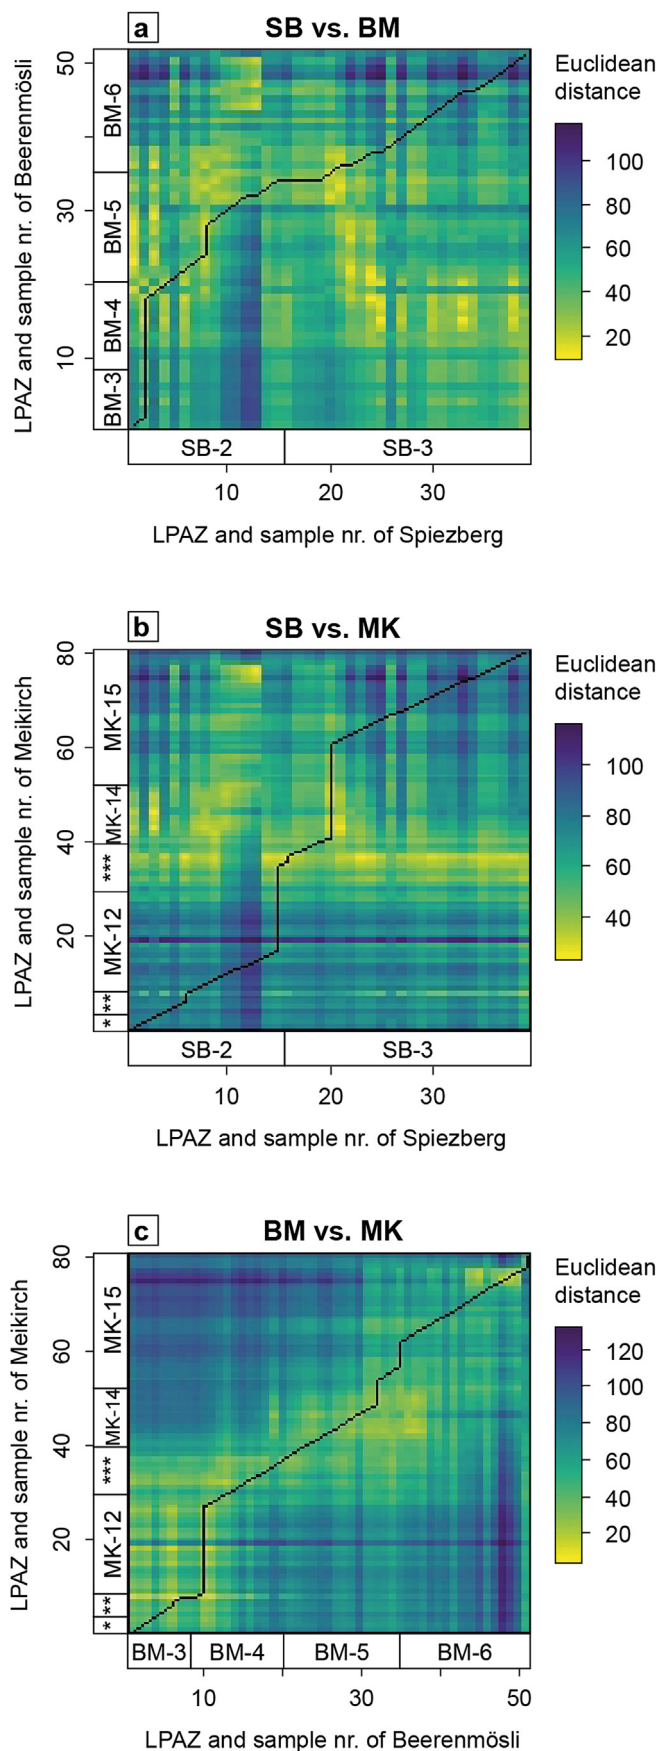 a
SB vs. BM
Euclidean
distance
100
80
60
40
20
50
30
10
LPAZ and sample nr. of Beerenmösli
BM-6
BM-5
BM-4
BM-3
SB-2
SB-3
10
20
30
LPAZ and sample nr. of Spiezberg
b
SB vs. MK
Euclidean
distance
100
80
60
40
80
60
40
20
LPAZ and sample nr. of Meikirch
MK-15
MK-14
***
MK-12
**
*
SB-2
SB-3
10
20
30
LPAZ and sample nr. of Spiezberg
c
BM vs. MK
Euclidean
distance
120
100
80
60
40
20
80
60
40
20
LPAZ and sample nr. of Meikirch
MK-15
MK-14
***
MK-12
**
*
BM-3
BM-4
BM-5
BM-6
10
30
50
LPAZ and sample nr. of Beerenmösli